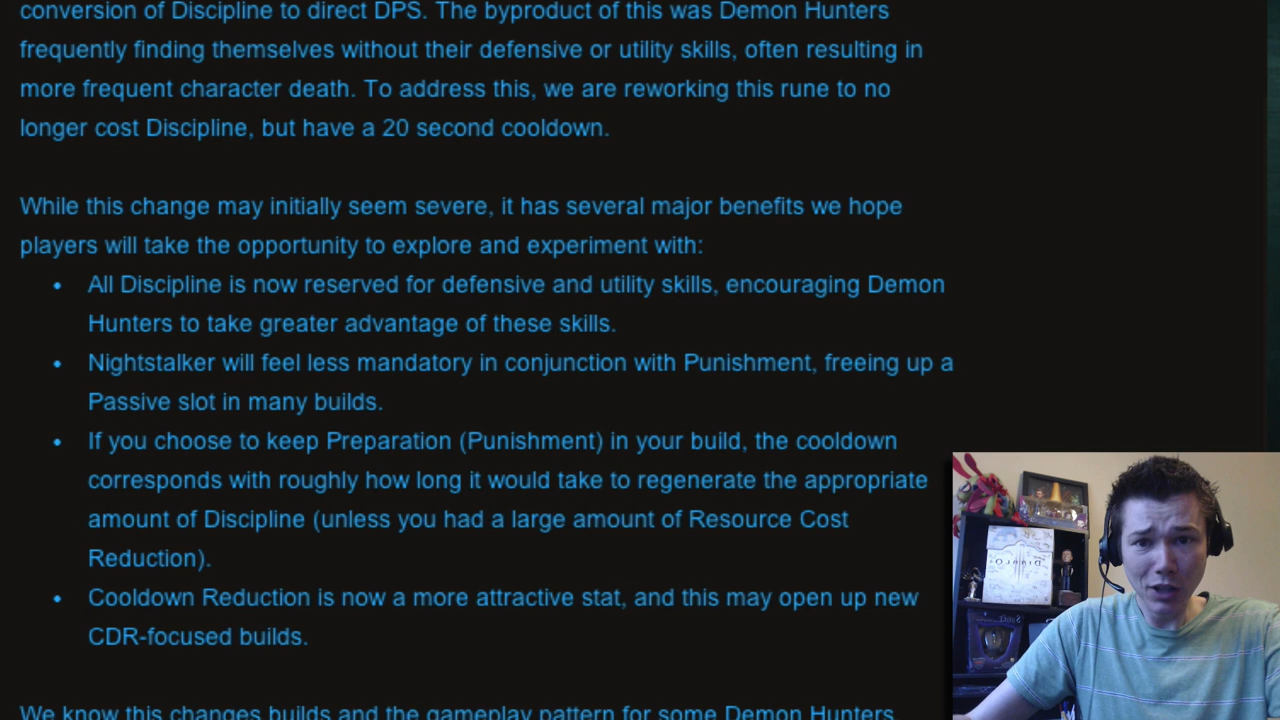 conversion of Discipline to direct DPS. The byproduct of this was Demon Hunters
frequently finding themselves without their defensive or utility skills, often resulting in
more frequent character death. To address this, we are reworking this rune to no
longer cost Discipline, but have a 20 second cooldown.
While this change may initially seem severe, it has several major benefits we hope
players will take the opportunity to explore and experiment with:
• All Discipline is now reserved for defensive and utility skills, encouraging Demon
Hunters to take greater advantage of these skills.
• Nightstalker will feel less mandatory in conjunction with Punishment, freeing up a
Passive slot in many builds.
• If you choose to keep Preparation (Punishment) in your build, the cooldown
corresponds with roughly how long it would take to regenerate the appropriate
amount of Discipline (unless you had a large amount of Resource Cost
Reduction).
• Cooldown Reduction is now a more attractive stat, and this may open up new
CDR-focused builds.
We know this changes builds and the gameplay pattern for some Demon Hunters